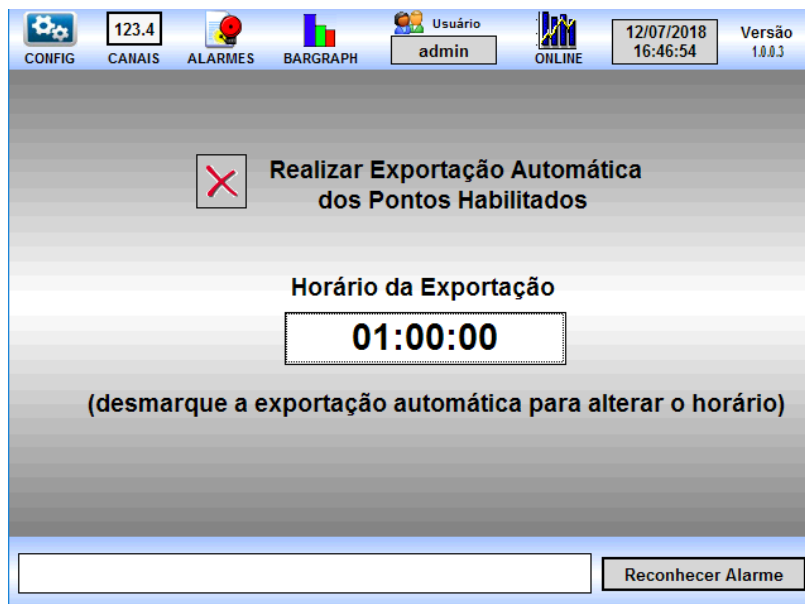 CONFIG
123.4
CANAIS
ALARMES
BARGRAPH
Usuário
admin
ONLINE
12/07/2018
16:46:54
Versão
1.0.0.3
Realizar Exportação Automática
dos Pontos Habilitados
Horário da Exportação
01:00:00
(desmarque a exportação automática para alterar o horário)
Reconhecer Alarme